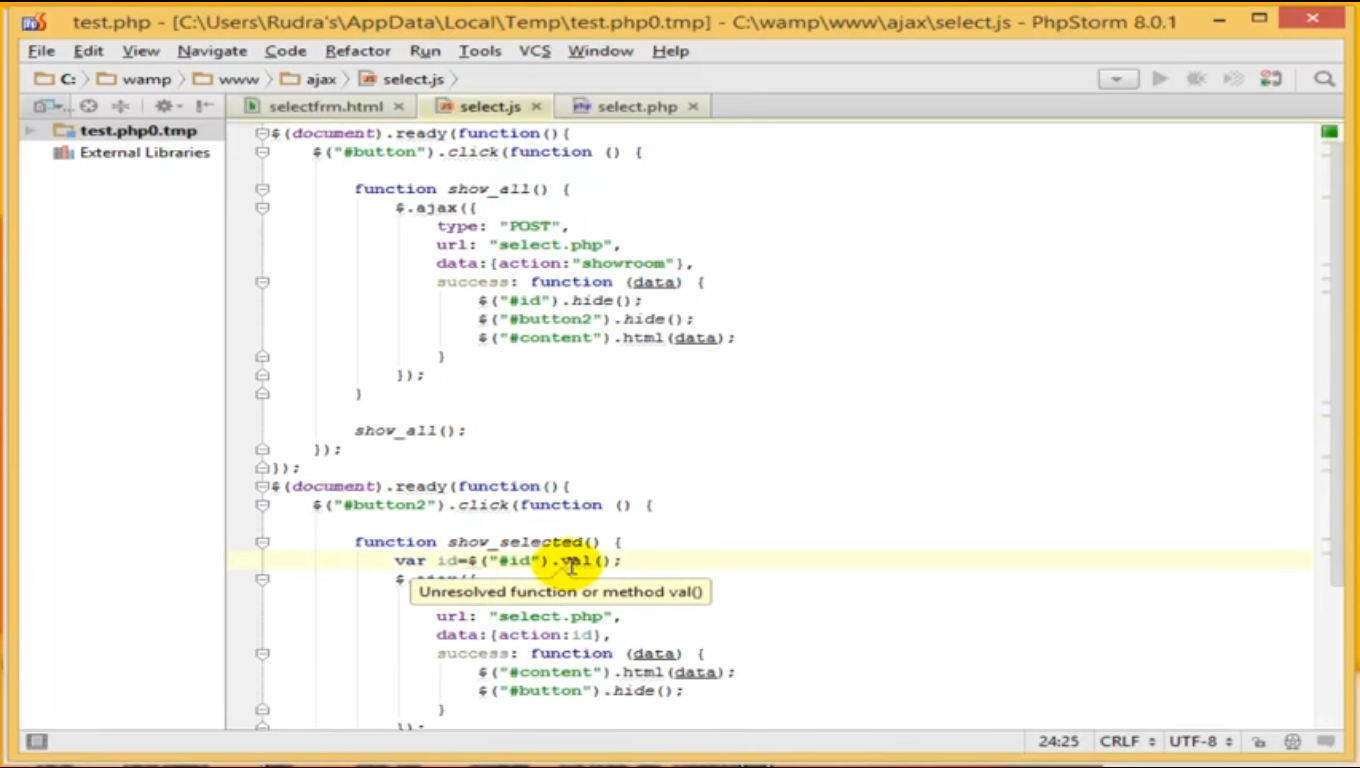 test.php - [C:\Users\Rudra's\AppData\Local\Temp\test.php0.tmp] - C:\wamp\www\ajax\select.js - PhpStorm 8.0.1
File Edit View Navigate Code Refactor Run Tools VCS Window Help
C: wamp www ajax select.js
selectfrm.html select.js select.php
test.php0.tmp
External Libraries
$(document).ready(function(){
$("#button").click(function () {
function show_all() {
$.ajax({
type: "POST",
url: "select.php",
data:{action:"showroom"},
success: function (data) {
$("#id").hide();
$("#button2").hide();
$("#content").html(data);
}
});
}
show_all();
});
});
$(document).ready(function(){
$("#button2").click(function () {
function show_selected() {
var id=$("#id").val();
$.ajax({
Unresolved function or method val()
url: "select.php",
data:{action:id},
success: function (data) {
$("#content").html(data);
$("#button").hide();
}
});
24:25 CRLF UTF-8